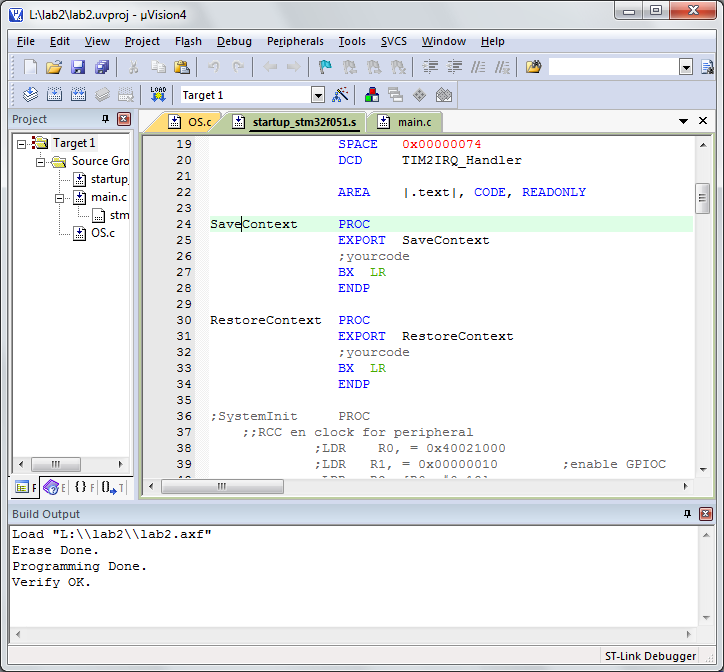 L:\lab2\lab2.uvproj - µVision4
File Edit View Project Flash Debug Peripherals Tools SVCS Window Help
LOAD Target 1
Project
OS.c startup_stm32f051.s main.c
Target 1
Source Gro
startup_
main.c
stm
OS.c
19 SPACE 0x00000074
20 DCD TIM2IRQ_Handler
21
22 AREA |.text|, CODE, READONLY
23
24 SaveContext PROC
25 EXPORT SaveContext
26 ;yourcode
27 BX LR
28 ENDP
29
30 RestoreContext PROC
31 EXPORT RestoreContext
32 ;yourcode
33 BX LR
34 ENDP
35
36 ;SystemInit PROC
37 ;;RCC en clock for peripheral
38 ;LDR R0, = 0x40021000
39 ;LDR R1, = 0x00000010 ;enable GPIOC
Build Output
Load "L:\\lab2\\lab2.axf"
Erase Done.
Programming Done.
Verify OK.
ST-Link Debugger